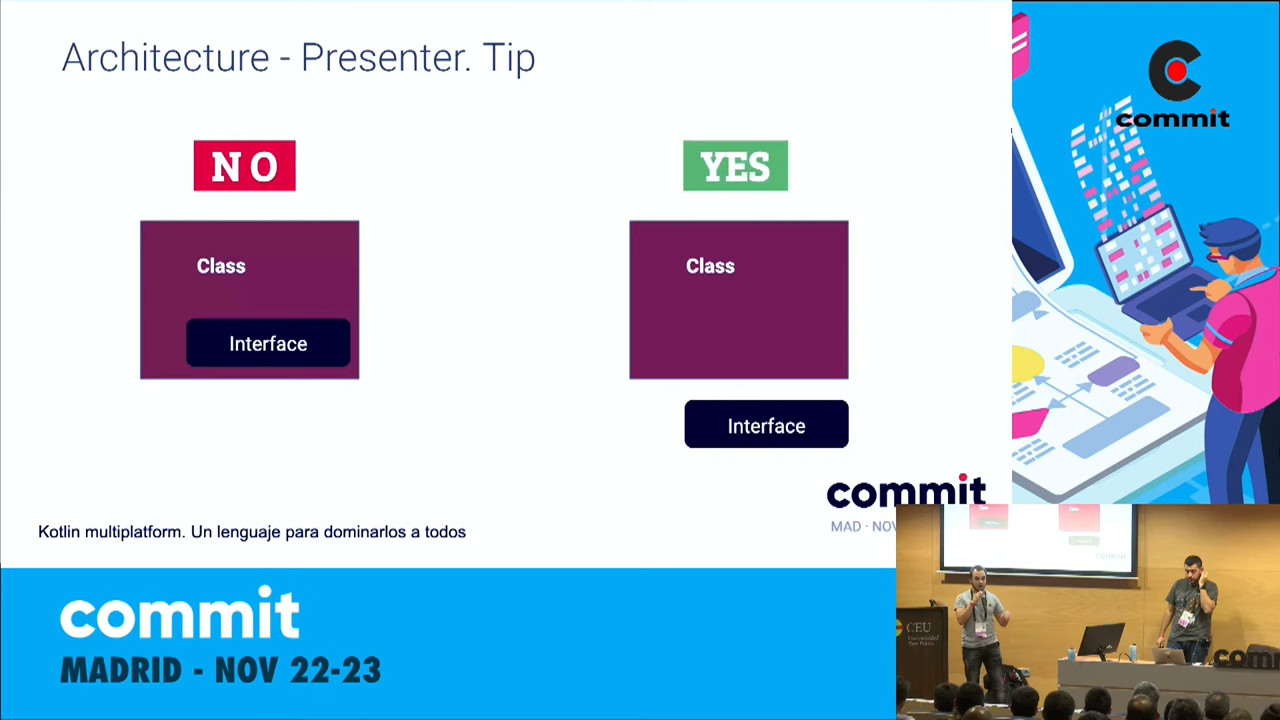 Architecture - Presenter. Tip
NO
YES
Class
Interface
Class
Interface
commit
MAD · NOV
Kotlin multiplatform. Un lenguaje para dominarlos a todos
commit
MADRID - NOV 22-23
commit
CEU